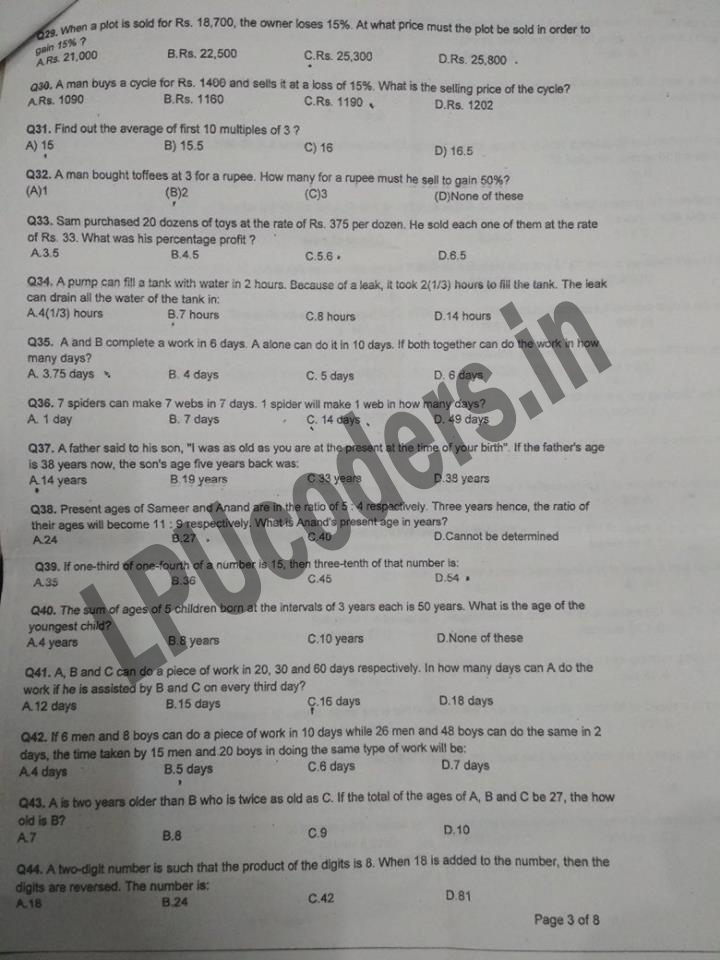 Q29. When a plot is sold for Rs. 18,700, the owner loses 15%. At what price must the plot be sold in order to
gain 15% ?
A.Rs. 21,000 B.Rs. 22,500 C.Rs. 25,300 D.Rs. 25,800
Q30. A man buys a cycle for Rs. 1400 and sells it at a loss of 15%. What is the selling price of the cycle?
A.Rs. 1090 B.Rs. 1160 C.Rs. 1190 D.Rs. 1202
Q31. Find out the average of first 10 multiples of 3 ?
A) 15 B) 15.5 C) 16 D) 16.5
Q32. A man bought toffees at 3 for a rupee. How many for a rupee must he sell to gain 50%?
(A)1 (B)2 (C)3 (D)None of these
Q33. Sam purchased 20 dozens of toys at the rate of Rs. 375 per dozen. He sold each one of them at the rate
of Rs. 33. What was his percentage profit ?
A.3.5 B.4.5 C.5.6 D.6.5
Q34. A pump can fill a tank with water in 2 hours. Because of a leak, it took 2(1/3) hours to fill the tank. The leak
can drain all the water of the tank in:
A.4(1/3) hours B.7 hours C.8 hours D.14 hours
Q35. A and B complete a work in 6 days. A alone can do it in 10 days. If both together can do the work in how
many days?
A. 3.75 days B. 4 days C. 5 days D. 6 days
Q36. 7 spiders can make 7 webs in 7 days. 1 spider will make 1 web in how many days?
A. 1 day B. 7 days C. 14 days D. 49 days
Q37. A father said to his son, "I was as old as you are at the present at the time of your birth". If the father's age
is 38 years now, the son's age five years back was:
A.14 years B.19 years C.33 years D.38 years
Q38. Present ages of Sameer and Anand are in the ratio of 5 : 4 respectively. Three years hence, the ratio of
their ages will become 11 : 9 respectively. What is Anand's present age in years?
A.24 B.27 C.40 D.Cannot be determined
Q39. If one-third of one-fourth of a number is 15, then three-tenth of that number is:
A.35 B.36 C.45 D.54
Q40. The sum of ages of 5 children born at the intervals of 3 years each is 50 years. What is the age of the
youngest child?
A.4 years B.8 years C.10 years D.None of these
Q41. A, B and C can do a piece of work in 20, 30 and 60 days respectively. In how many days can A do the
work if he is assisted by B and C on every third day?
A.12 days B.15 days C.16 days D.18 days
Q42. If 6 men and 8 boys can do a piece of work in 10 days while 26 men and 48 boys can do the same in 2
days, the time taken by 15 men and 20 boys in doing the same type of work will be:
A.4 days B.5 days C.6 days D.7 days
Q43. A is two years older than B who is twice as old as C. If the total of the ages of A, B and C be 27, the how
old is B?
A.7 B.8 C.9 D.10
Q44. A two-digit number is such that the product of the digits is 8. When 18 is added to the number, then the
digits are reversed. The number is:
A.18 B.24 C.42 D.81
Page 3 of 8
LPUcoders.in